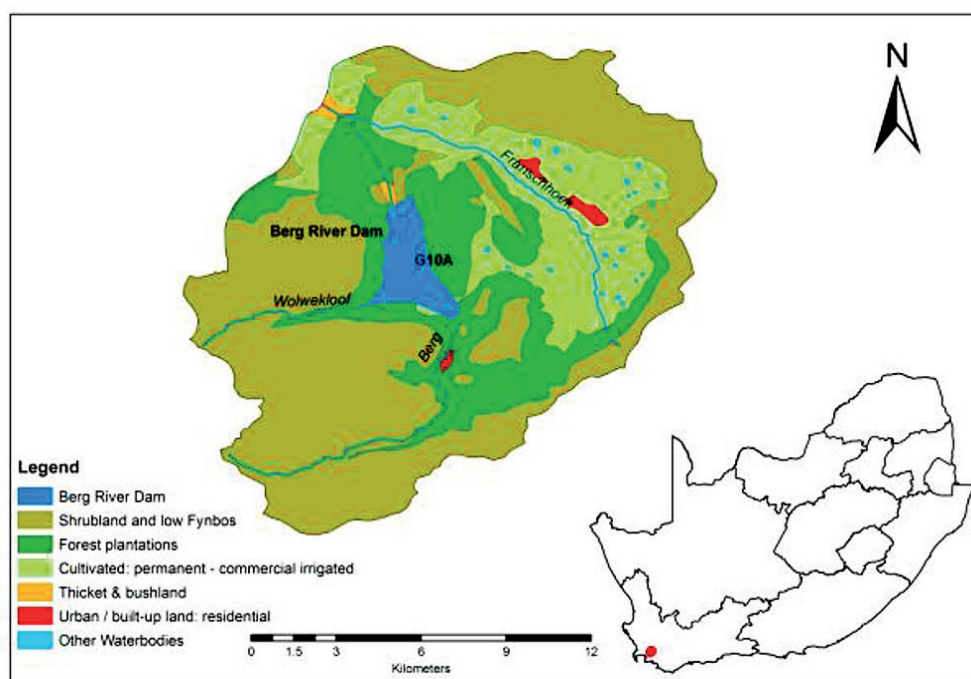 N
Franschhoek
Berg River Dam
G10A
Wolwekloof
Berg
Legend
Berg River Dam
Shrubland and low Fynbos
Forest plantations
Cultivated: permanent - commercial irrigated
Thicket & bushland
Urban / built-up land: residential
Other Waterbodies
0 1.5 3 6 9 12
Kilometers